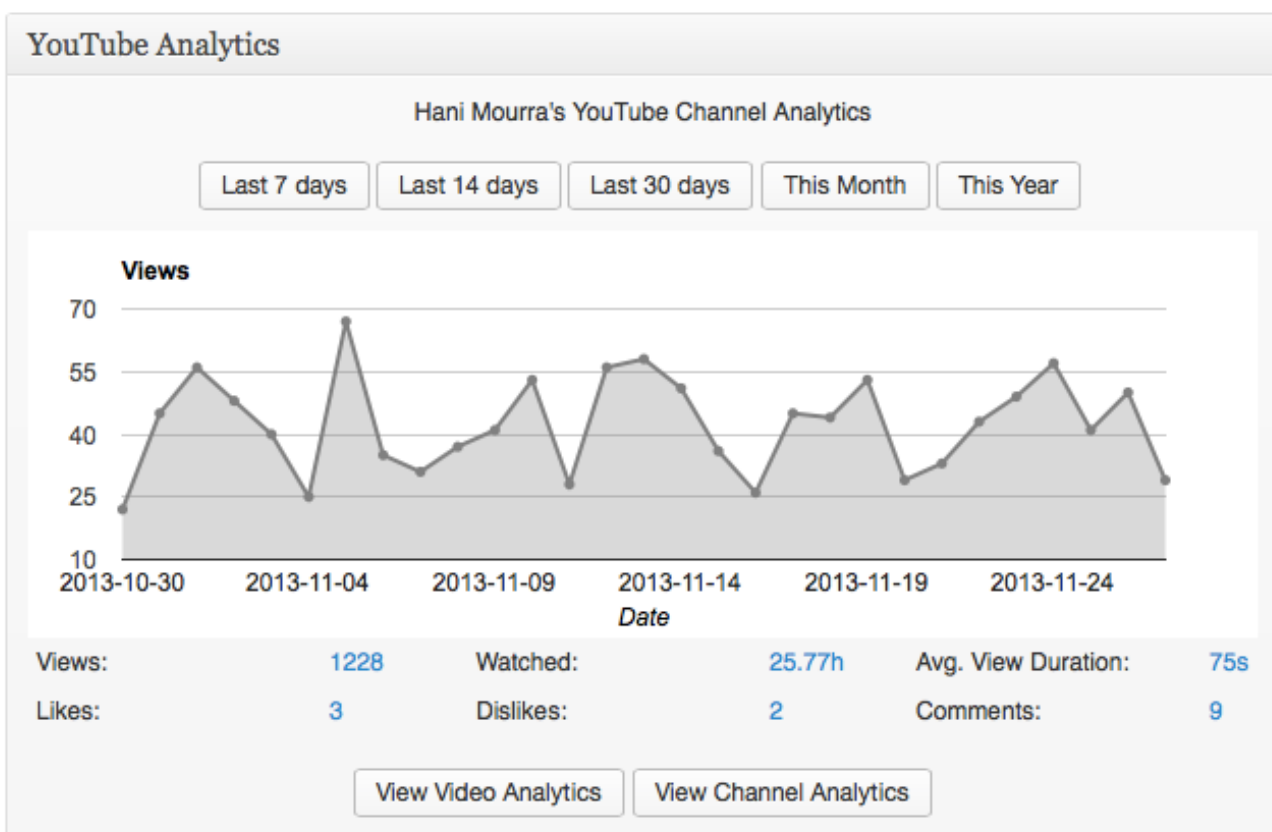 YouTube Analytics
Hani Mourra's YouTube Channel Analytics
Last 7 days Last 14 days Last 30 days This Month This Year
Views
70
55
40
25
10
2013-10-30 2013-11-04 2013-11-09 2013-11-14 2013-11-19 2013-11-24
Date
Views: 1228 Watched: 25.77h Avg. View Duration: 75s
Likes: 3 Dislikes: 2 Comments: 9
View Video Analytics View Channel Analytics